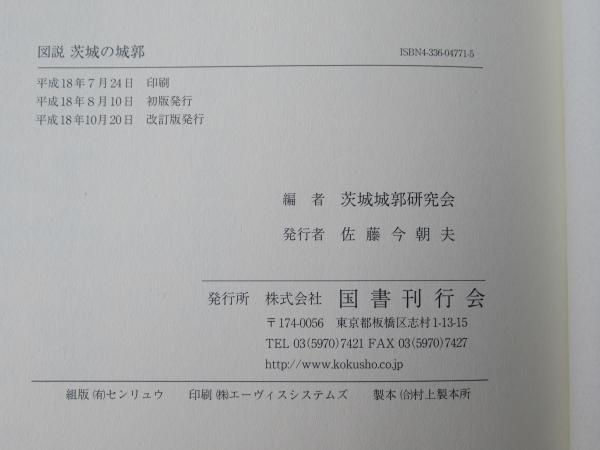 図説 茨城の城郭 ISBN4-336-04771-5
平成18年7月24日 印刷
平成18年8月10日 初版発行
平成18年10月20日 改訂版発行
編者 茨城城郭研究会
発行者 佐藤今朝夫
発行所 株式会社 国書刊行会
〒174-0056 東京都板橋区志村1-13-15
TEL 03(5970)7421 FAX 03(5970)7427
http://www.kokusho.co.jp
組版 ㈲センリュウ 印刷 ㈱エーヴィスシステムズ 製本 ㈾村上製本所